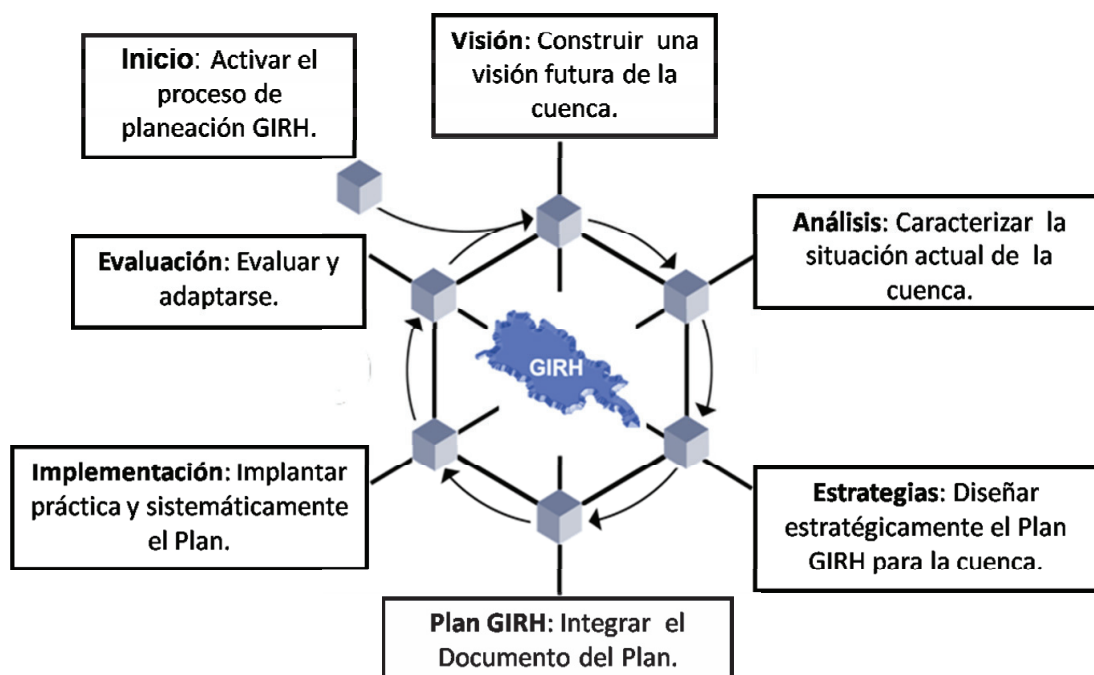 Inicio: Activar el
proceso de
planeación GIRH.
Visión: Construir una
visión futura de la
cuenca.
Análisis: Caracterizar la
situación actual de la
cuenca.
Estrategias: Diseñar
estratégicamente el Plan
GIRH para la cuenca.
Plan GIRH: Integrar el
Documento del Plan.
Implementación: Implantar
práctica y sistemáticamente
el Plan.
Evaluación: Evaluar y
adaptarse.
GIRH